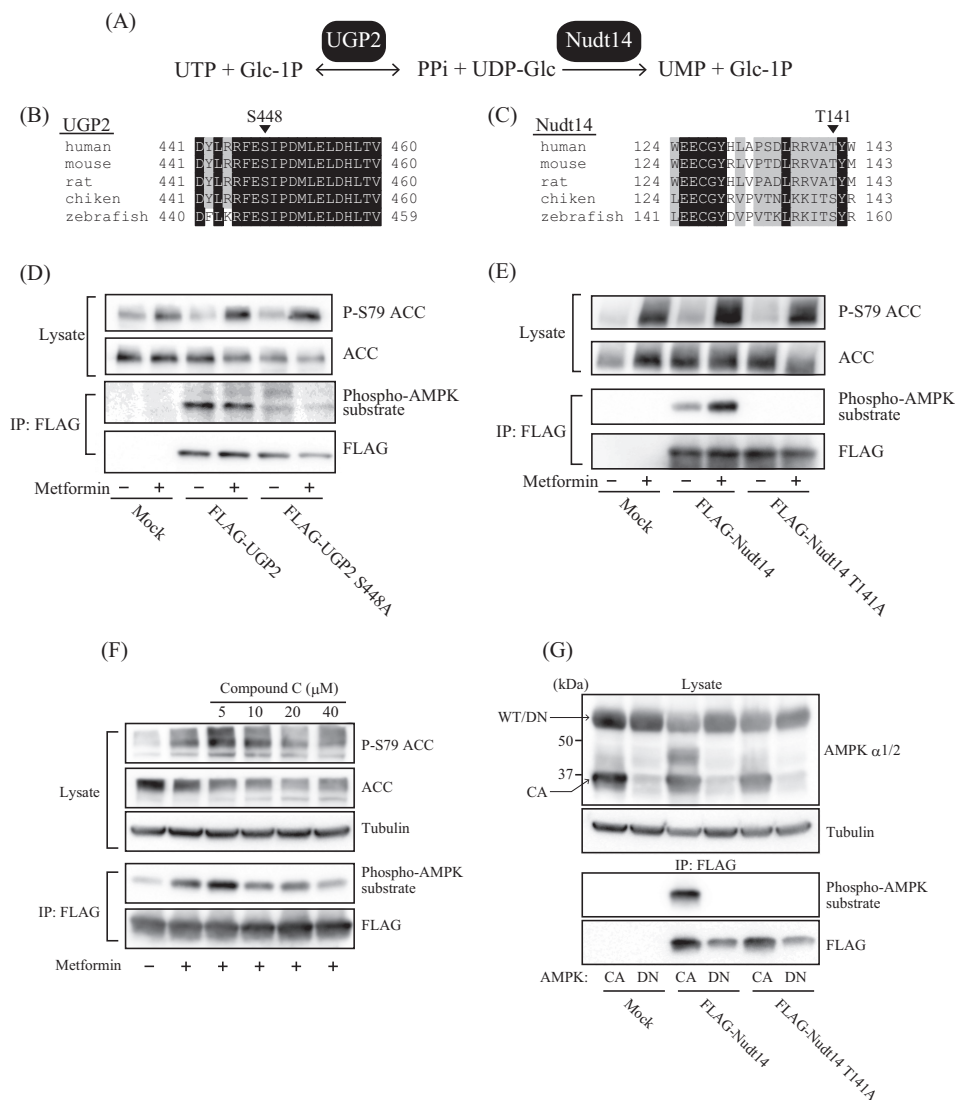 (A)
UGP2 Nudt14
UTP + Glc-1P PPi + UDP-Glc UMP + Glc-1P
(B)
S448
UGP2
human 441 DYLRRFESIPDMLELDHLTV 460
mouse 441 DYLRRFESIPDMLELDHLTV 460
rat 441 DYLRRFESIPDMLELDHLTV 460
chiken 441 DYLRRFESIPDMLELDHLTV 460
zebrafish 440 DFLKRFESIPDMLELDHLTV 459
(C)
T141
Nudt14
human 124 WEECGYHLAPSDLRRVATYW 143
mouse 124 WEECGYRLVPTDLRRVATYM 143
rat 124 WEECGYHLVPADLRRVATYM 143
chiken 124 LEECGYRVSPVTNLRKITSYR 143
zebrafish 141 LEECGYDVPVTKLKKITSYR 160
(D)
Lysate
P-S79 ACC
ACC
IP: FLAG
Phospho-AMPK
substrate
FLAG
Metformin − + − + − +
Mock
FLAG-UGP2
FLAG-UGP2 S448A
(E)
Lysate
P-S79 ACC
ACC
IP: FLAG
Phospho-AMPK
substrate
FLAG
Metformin − + − + − +
Mock
FLAG-Nudt14
FLAG-Nudt14 T141A
(F)
Compound C (μM)
5 10 20 40
Lysate
P-S79 ACC
ACC
Tubulin
IP: FLAG
Phospho-AMPK
substrate
FLAG
Metformin − + + + + +
(G)
(kDa) Lysate
WT/DN
50
37
CA
AMPK α1/2
Tubulin
IP: FLAG
Phospho-AMPK
substrate
FLAG
AMPK: CA DN CA DN CA DN
Mock
FLAG-Nudt14
FLAG-Nudt14 T141A